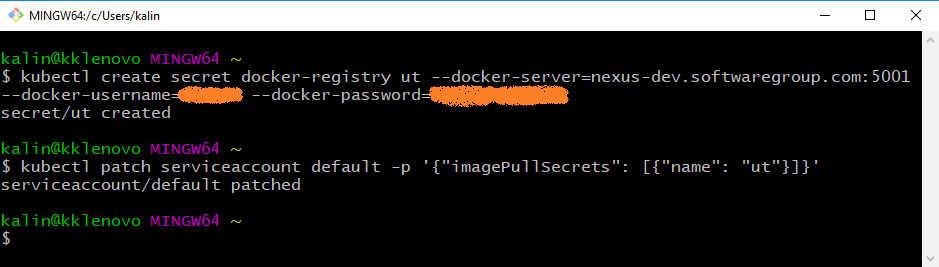 MINGW64:/c/Users/kalin
kalin@kklenovo MINGW64 ~
$ kubectl create secret docker-registry ut --docker-server=nexus-dev.softwaregroup.com:5001
--docker-username= --docker-password=
secret/ut created
kalin@kklenovo MINGW64 ~
$ kubectl patch serviceaccount default -p '{"imagePullSecrets": [{"name": "ut"}]}'
serviceaccount/default patched
kalin@kklenovo MINGW64 ~
$